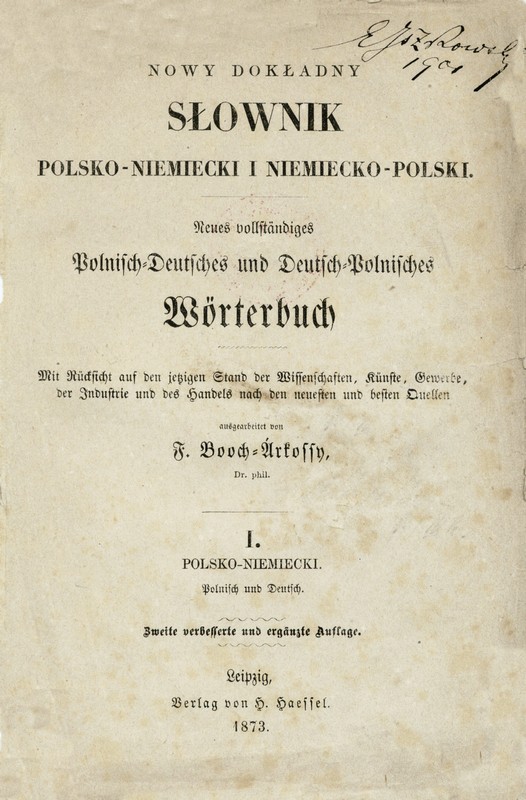 1901
NOWY DOKŁADNY
SŁOWNIK
POLSKO-NIEMIECKI I NIEMIECKO-POLSKI.
Neues vollständiges
Polnisch-Deutsches und Deutsch-Polnisches
Wörterbuch
Mit Rücksicht auf den jetzigen Stand der Wissenschaften, Künste, Gewerbe,
der Industrie und des Handels nach den neuesten und besten Quellen
ausgearbeitet von
F. Booch-Árkossy,
Dr. phil.
I.
POLSKO-NIEMIECKI.
Polnisch und Deutsch.
Zweite verbesserte und ergänzte Auflage.
Leipzig,
Verlag von H. Haessel.
1873.